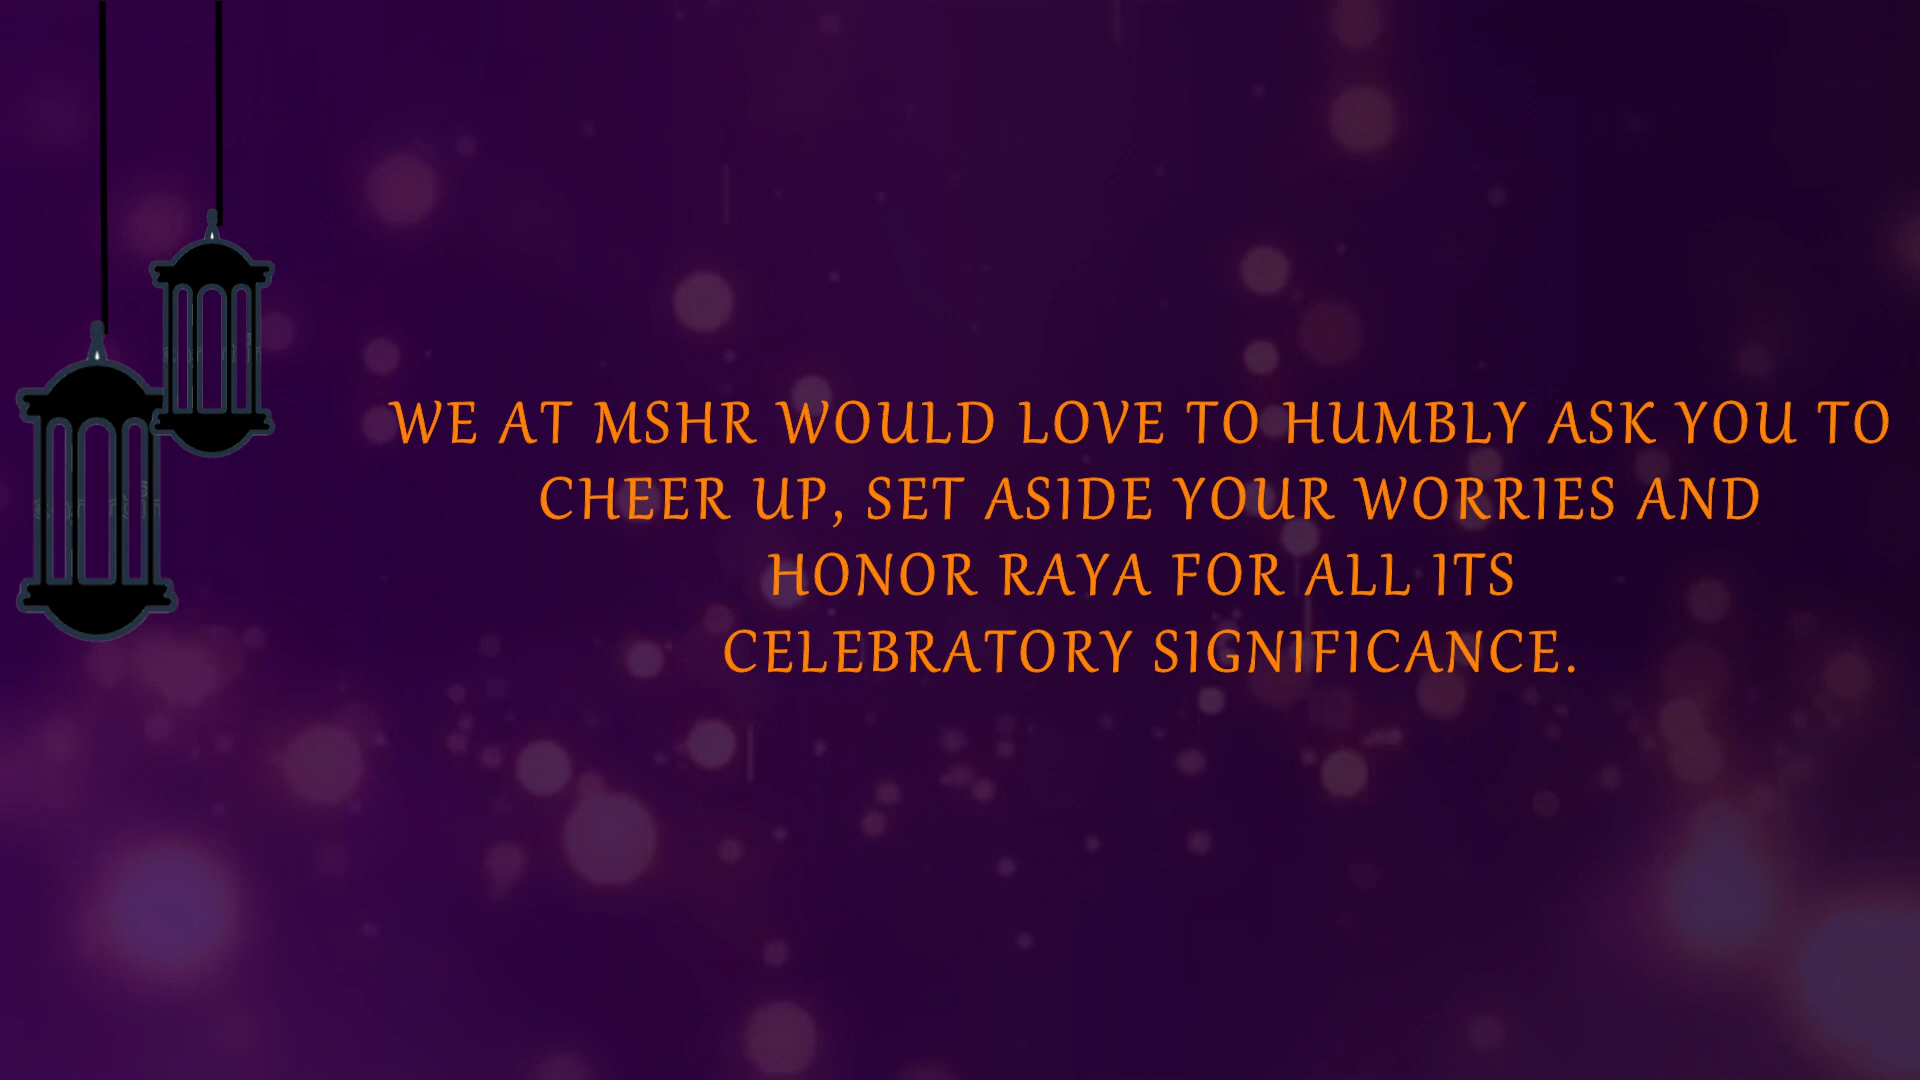 WE AT MSHR WOULD LOVE TO HUMBLY ASK YOU TO
CHEER UP, SET ASIDE YOUR WORRIES AND
HONOR RAYA FOR ALL ITS
CELEBRATORY SIGNIFICANCE.